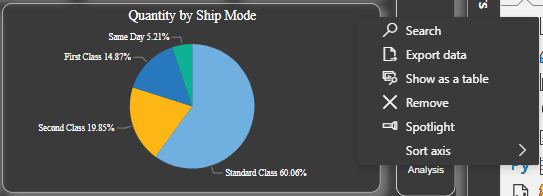 Quantity by Ship Mode
Same Day 5.21%
First Class 14.87%
Second Class 19.85%
Standard Class 60.06%
Search
Export data
Show as a table
Remove
Spotlight
Sort axis
Analysis
Py